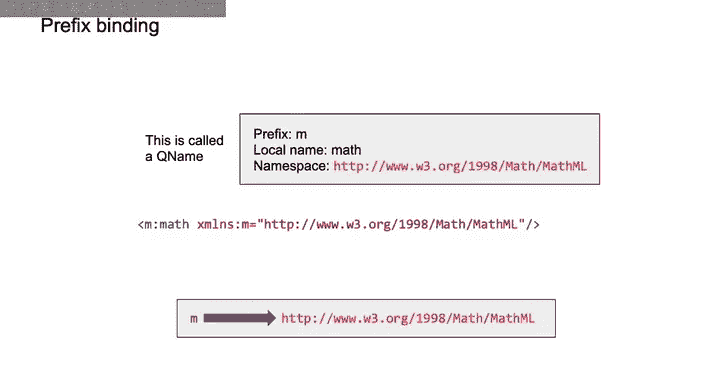 Prefix binding
This is called
a QName
Prefix: m
Local name: math
Namespace: http://www.w3.org/1998/Math/MathML
<m:math xmlns:m="http://www.w3.org/1998/Math/MathML"/>
m http://www.w3.org/1998/Math/MathML